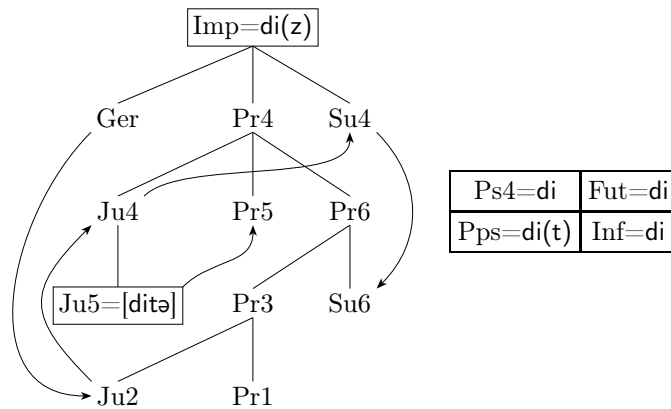 Imp=di(z)
Ger Pr4 Su4
Ps4=di Fut=di
Ju4 Pr5 Pr6
Pps=di(t) Inf=di
Ju5=[ditə] Pr3 Su6
Ju2 Pr1